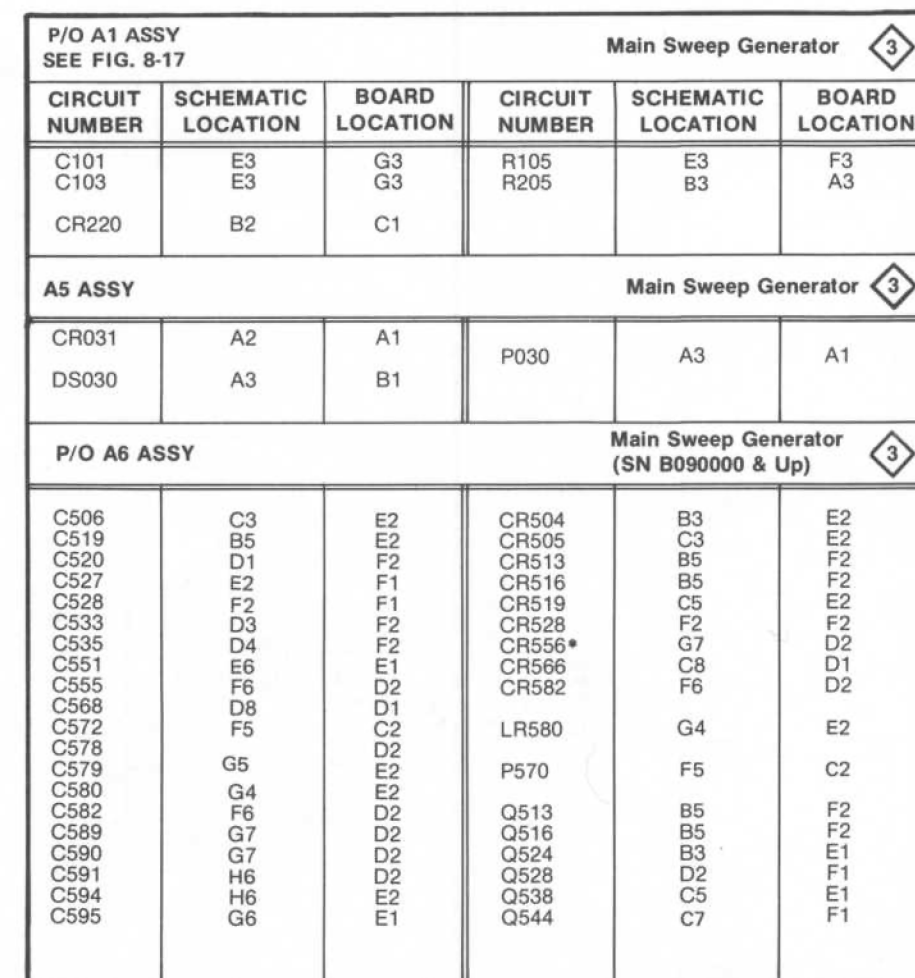 P/O A1 ASSY
SEE FIG. 8-17
Main Sweep Generator 3
CIRCUIT NUMBER SCHEMATIC LOCATION BOARD LOCATION CIRCUIT NUMBER SCHEMATIC LOCATION BOARD LOCATION
C101 E3 G3 R105 E3 F3
C103 E3 G3 R205 B3 A3
CR220 B2 C1
A5 ASSY Main Sweep Generator 3
CR031 A2 A1
P030 A3 A1
DS030 A3 B1
P/O A6 ASSY
Main Sweep Generator
(SN B090000 & Up) 3
C506 C3 E2 CR504 B3 E2
C519 B5 E2 CR505 C3 E2
C520 D1 F2 CR513 B5 F2
C527 E2 F1 CR516 B5 F2
C528 F2 F1 CR519 C5 E2
C533 D3 F2 CR528 F2 F2
C535 D4 F2 CR556* G7 D2
C551 E6 E1 CR566 C8 D1
C555 F6 D2 CR582 F6 D2
C568 D8 D1
C572 F5 C2 LR580 G4 E2
C578 D2
C579 G5 E2 P570 F5 C2
C580 G4 E2
C582 F6 D2 Q513 B5 F2
C589 G7 D2 Q516 B5 F2
C590 G7 D2 Q524 B3 E1
C591 H6 D2 Q528 D2 F1
C594 H6 E2 Q538 C5 E1
C595 G6 E1 Q544 C7 F1